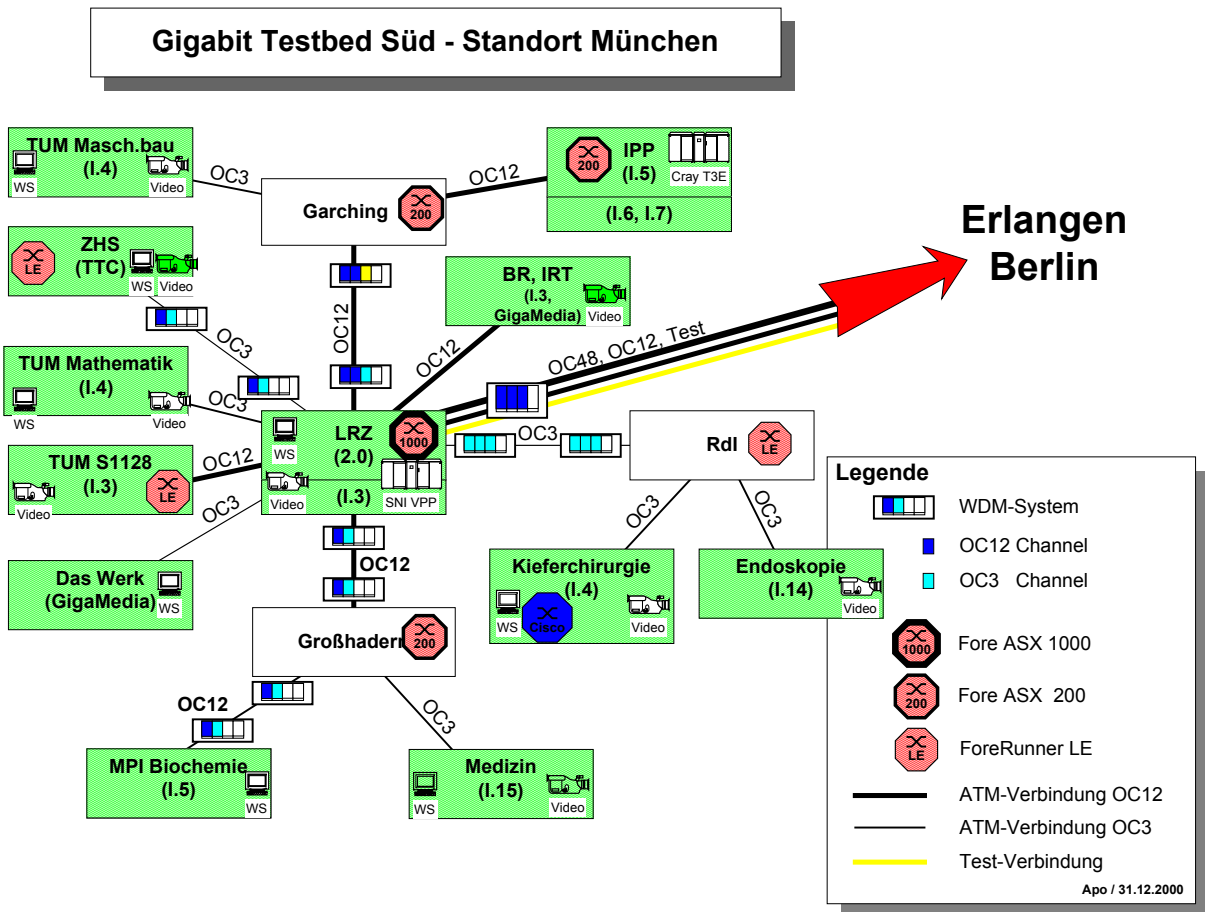 Gigabit Testbed Süd - Standort München
TUM Masch.bau
(I.4)
WS
Video
OC3
Garching
200
OC12
200
IPP
(I.5)
Cray T3E
(I.6, I.7)
Erlangen
Berlin
ZHS
(TTC)
LE
WS
Video
OC3
OC12
BR, IRT
(I.3,
GigaMedia)
Video
OC12
OC48, OC12, Test
TUM Mathematik
(I.4)
WS
Video
OC3
LRZ
(2.0)
WS
1000
(I.3)
Video
SNI VPP
OC3
Rdl
LE
TUM S1128
(I.3)
Video
LE
OC12
OC3
Das Werk
(GigaMedia)
WS
OC12
OC3
OC3
Kieferchirurgie
(I.4)
WS
Cisco
Video
Endoskopie
(I.14)
Video
Großhadern
200
OC12
OC3
MPI Biochemie
(I.5)
WS
Medizin
(I.15)
WS
Video
Legende
WDM-System
OC12 Channel
OC3 Channel
1000
Fore ASX 1000
200
Fore ASX 200
LE
ForeRunner LE
ATM-Verbindung OC12
ATM-Verbindung OC3
Test-Verbindung
Apo / 31.12.2000